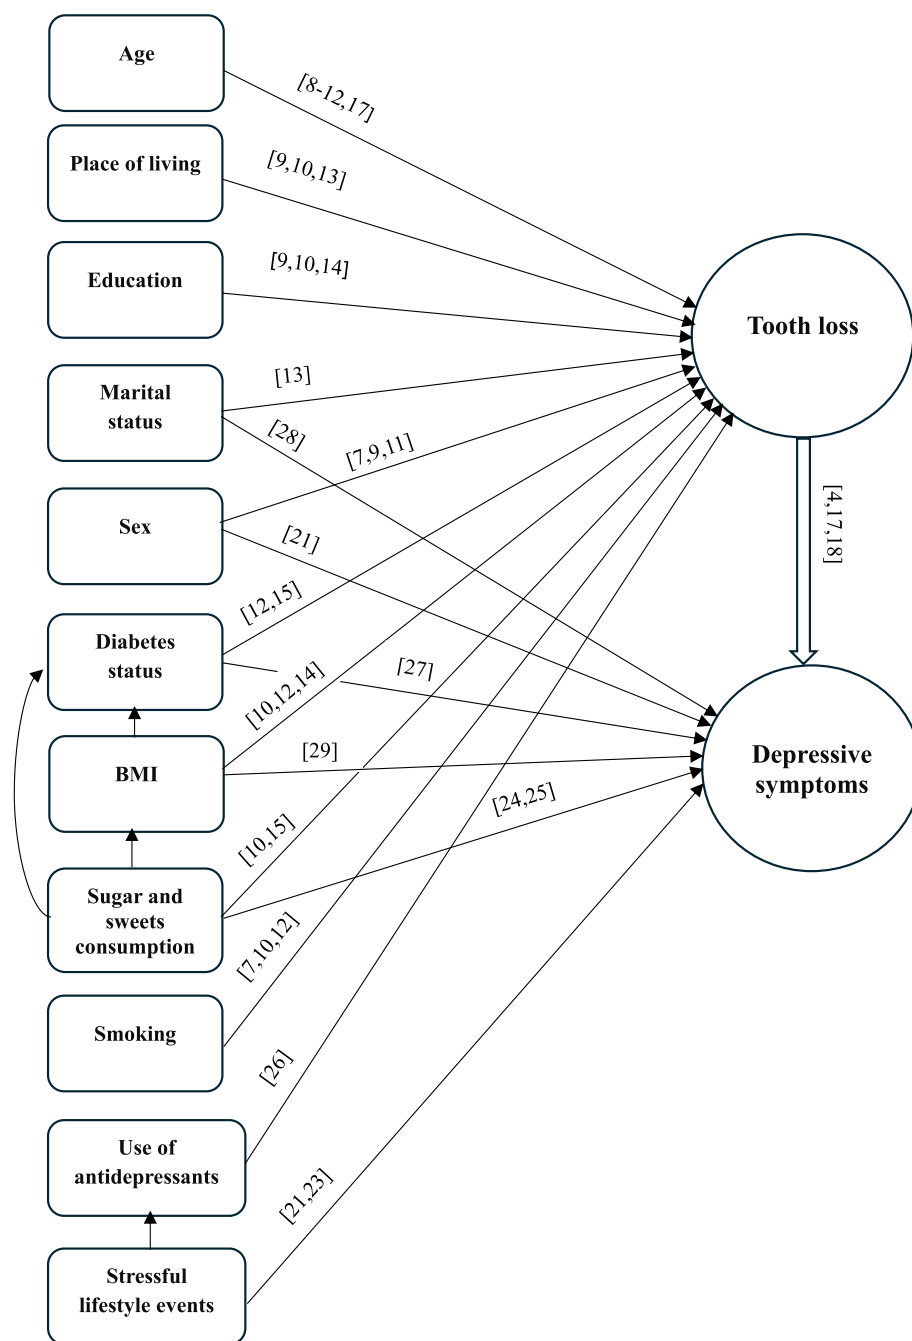 Age
[8-12,17]
Place of living
[9,10,13]
Education
[9,10,14]
Tooth loss
Marital
status
[13]
[28]
Sex
[7,9,11]
[21]
[4,17,18]
Diabetes
status
[12,15]
[27]
BMI
[10,12,14]
[29]
Depressive
symptoms
Sugar and
sweets
consumption
[10,15]
[24,25]
Smoking
[7,10,12]
Use of
antidepressants
[26]
Stressful
lifestyle events
[21,23]